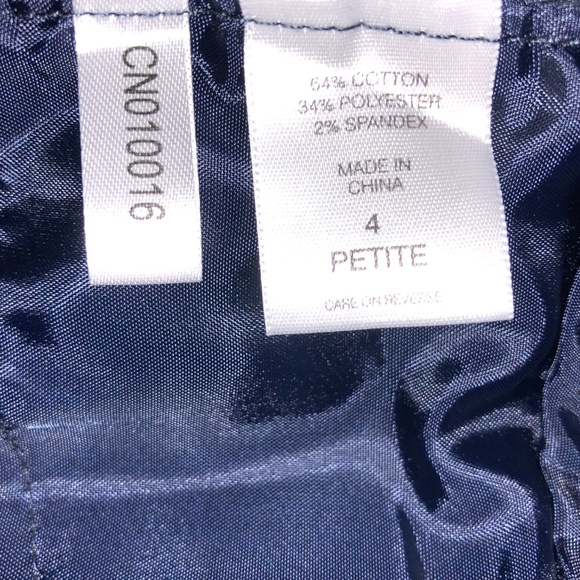 CN010016
64% COTTON
34% POLYESTER
2% SPANDEX
MADE IN
CHINA
4
PETITE
CARE ON REVERSE